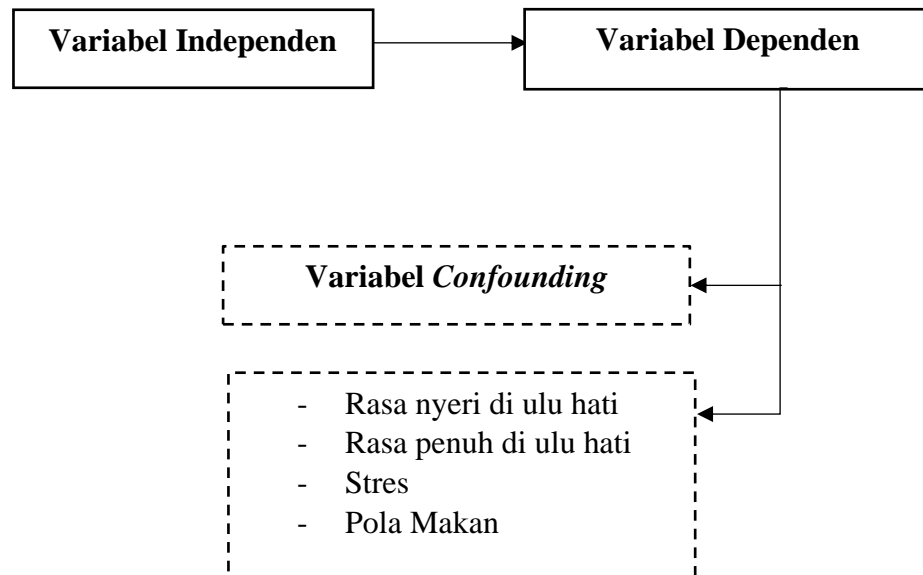 Variabel Independen
Variabel Dependen
Variabel Confounding
- Rasa nyeri di ulu hati
- Rasa penuh di ulu hati
- Stres
- Pola Makan